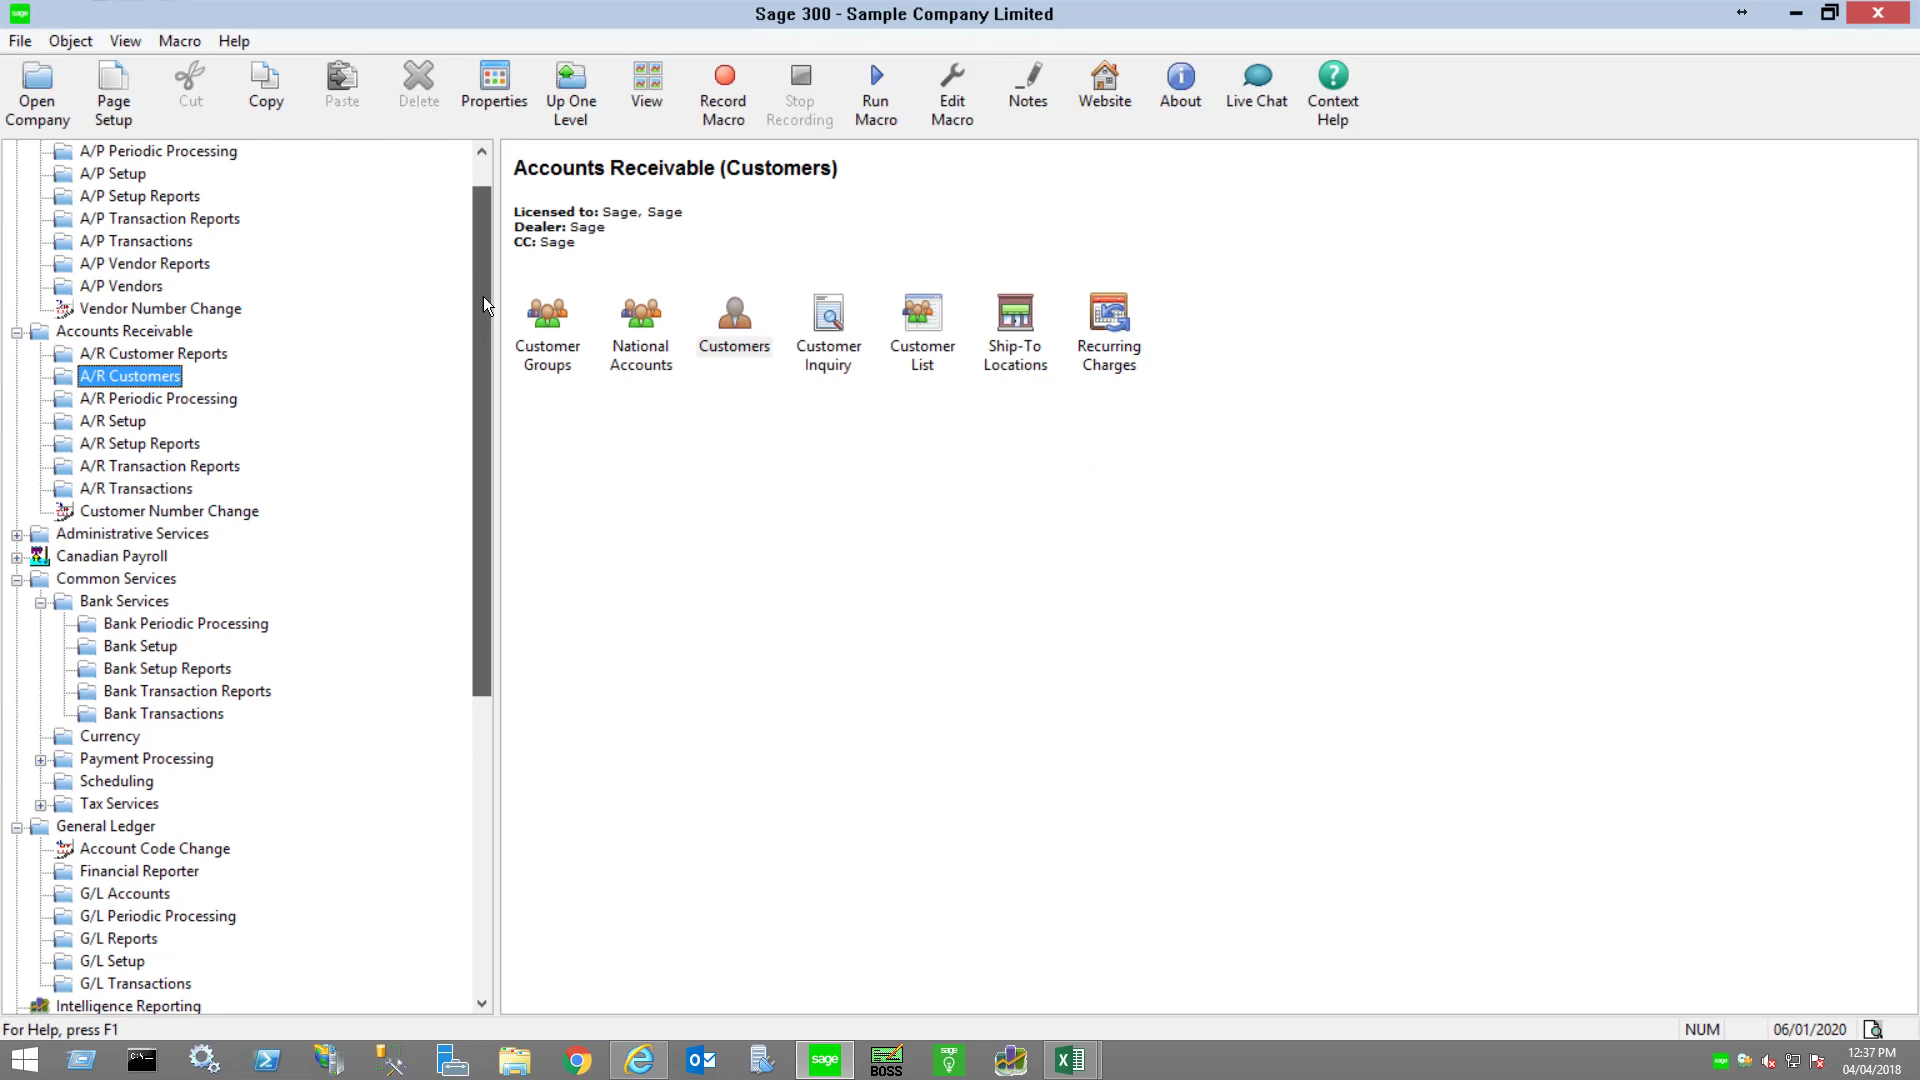 sage
Sage 300 - Sample Company Limited
File Object View Macro Help
Open Company
Page Setup
Cut
Copy
Paste
Delete
Properties
Up One Level
View
Record Macro
Stop Recording
Run Macro
Edit Macro
Notes
Website
About
Live Chat
Context Help
A/P Periodic Processing
A/P Setup
A/P Setup Reports
A/P Transaction Reports
A/P Transactions
A/P Vendor Reports
A/P Vendors
Vendor Number Change
Accounts Receivable
A/R Customer Reports
A/R Customers
A/R Periodic Processing
A/R Setup
A/R Setup Reports
A/R Transaction Reports
A/R Transactions
Customer Number Change
Administrative Services
Canadian Payroll
Common Services
Bank Services
Bank Periodic Processing
Bank Setup
Bank Setup Reports
Bank Transaction Reports
Bank Transactions
Currency
Payment Processing
Scheduling
Tax Services
General Ledger
Account Code Change
Financial Reporter
G/L Accounts
G/L Periodic Processing
G/L Reports
G/L Setup
G/L Transactions
Intelligence Reporting
Accounts Receivable (Customers)
Licensed to: Sage, Sage
Dealer: Sage
CC: Sage
Customer Groups
National Accounts
Customers
Customer Inquiry
Customer List
Ship-To Locations
Recurring Charges
For Help, press F1
NUM
06/01/2020
sage
BOSS
sage
12:37 PM
04/04/2018